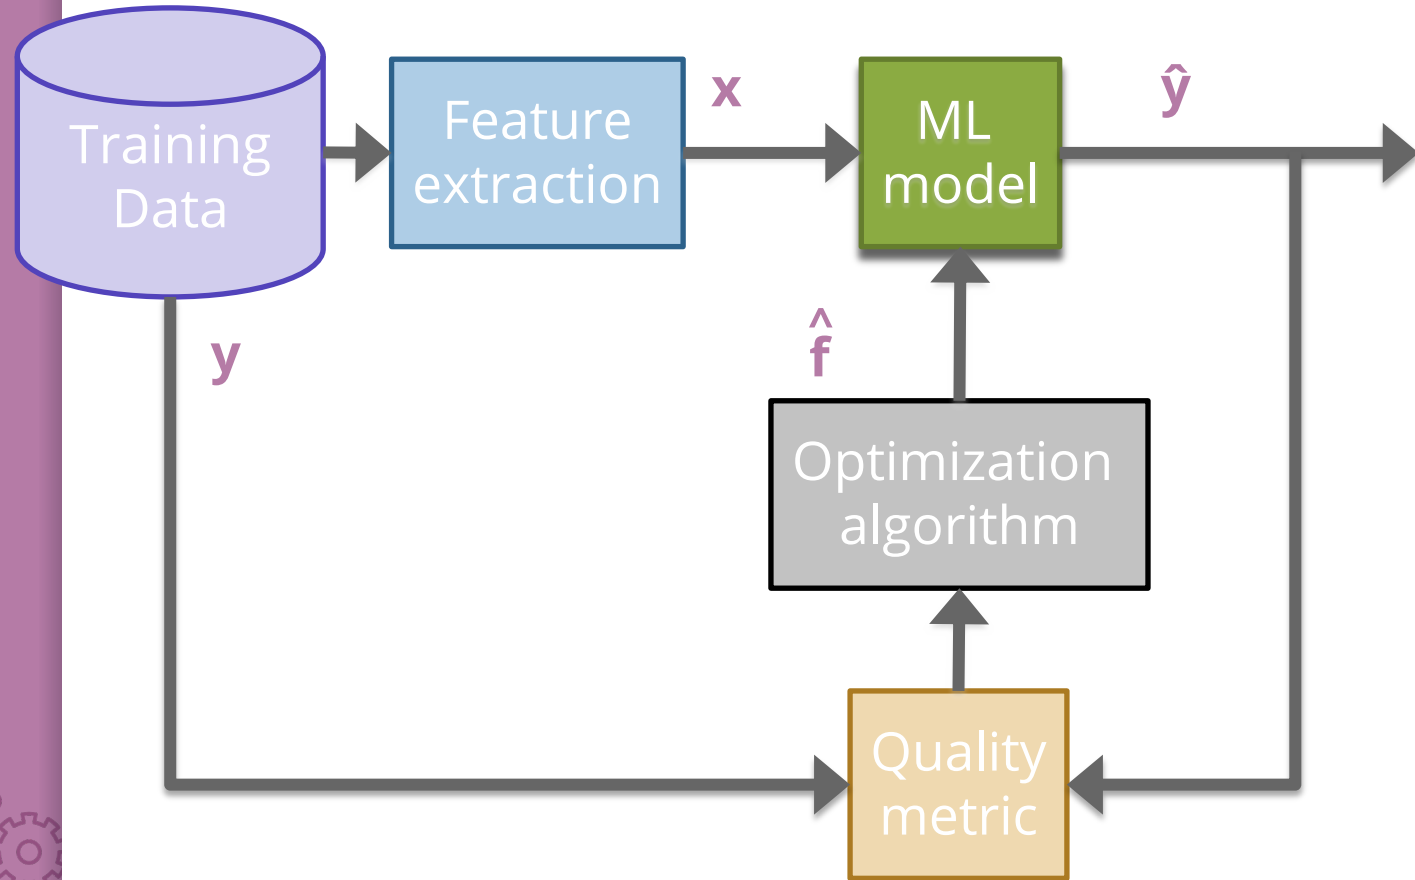 Training
Data
Feature
extraction
x
ML
model
ŷ
y
f̂
Optimization
algorithm
Quality
metric